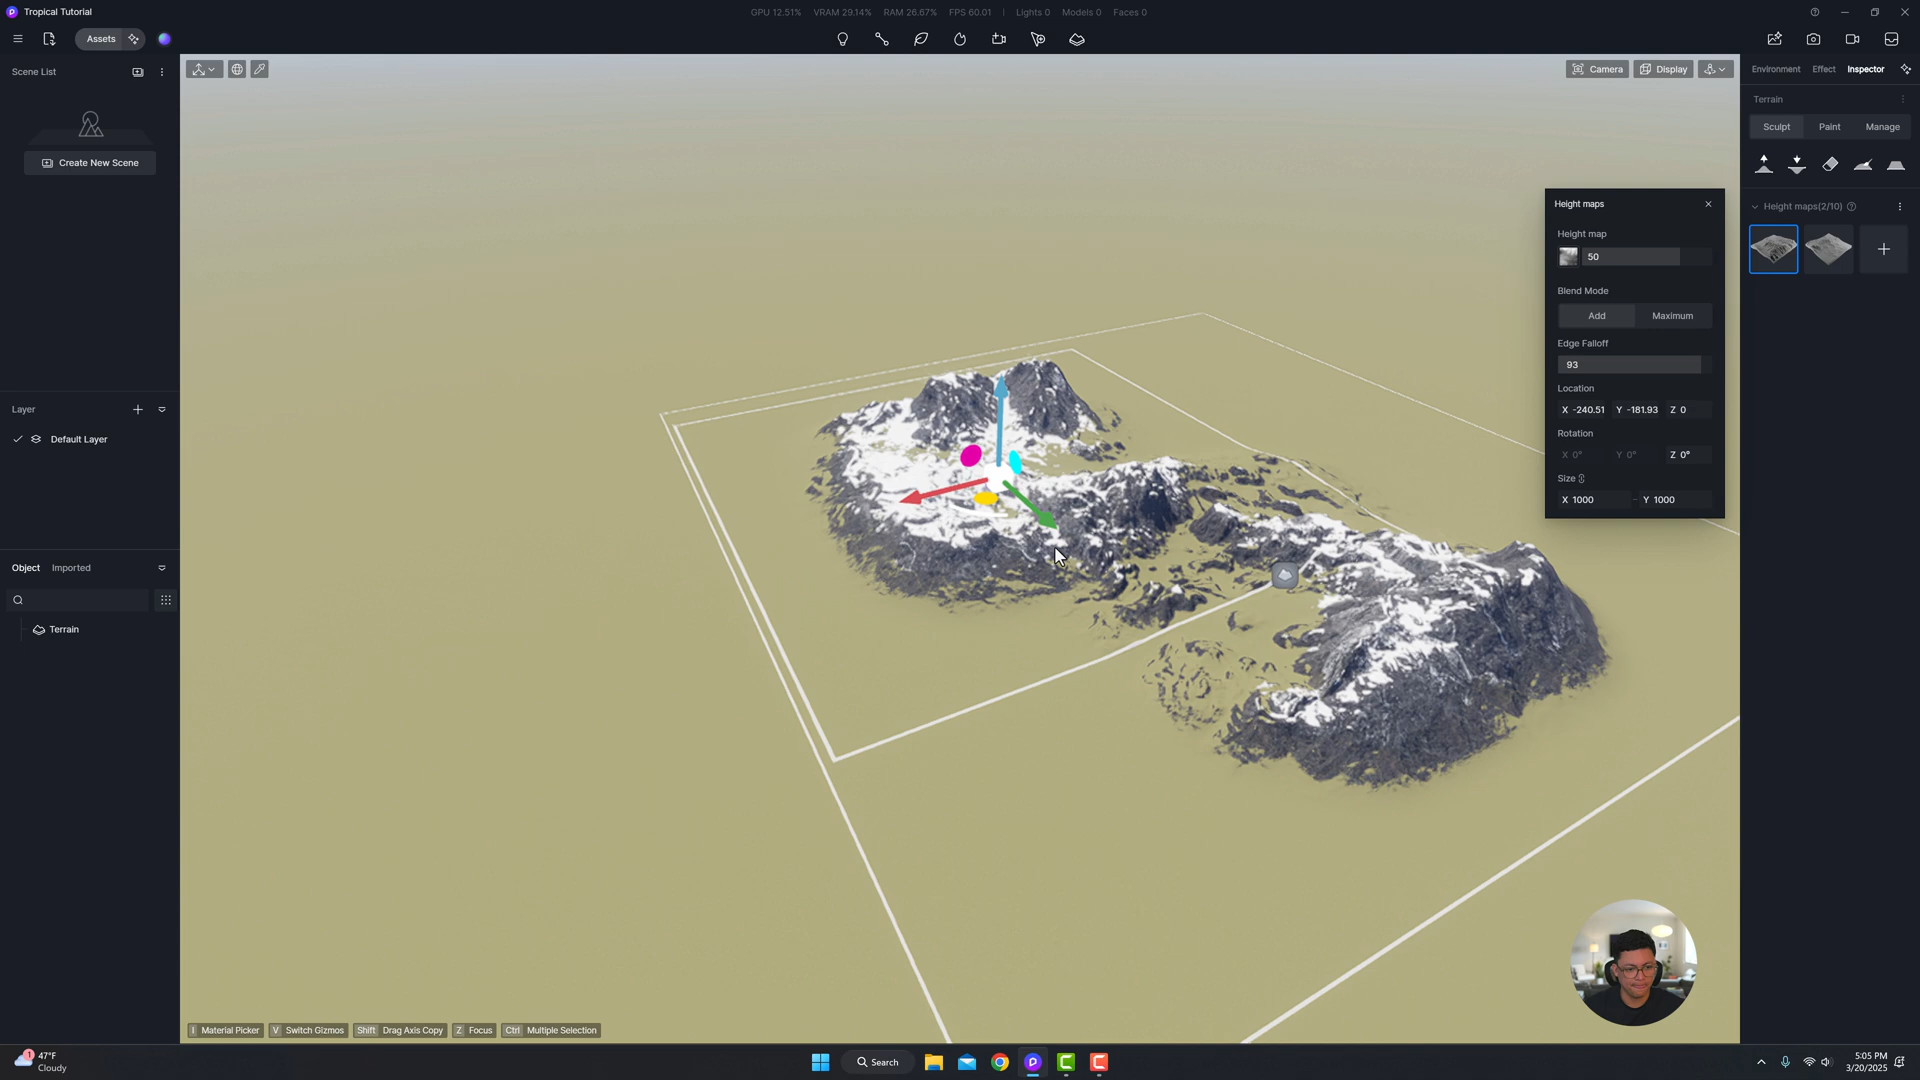 Tropical Tutorial
GPU 12.51% VRAM 29.14% RAM 26.67% FPS 60.01 | Lights 0 Models 0 Faces 0
Assets
Scene List
Create New Scene
Layer
Default Layer
Object Imported
Terrain
Camera Display
Environment Effect Inspector
Terrain
Sculpt Paint Manage
Height maps(2/10)
Height maps
Height map
50
Blend Mode
Add Maximum
Edge Falloff
93
Location
X -240.51 Y -181.93 Z 0
Rotation
X 0° Y 0° Z 0°
Size
X 1000 Y 1000
I Material Picker V Switch Gizmos Shift Drag Axis Copy Z Focus Ctrl Multiple Selection
1
47°F
Cloudy
Search
5:05 PM
3/20/2025